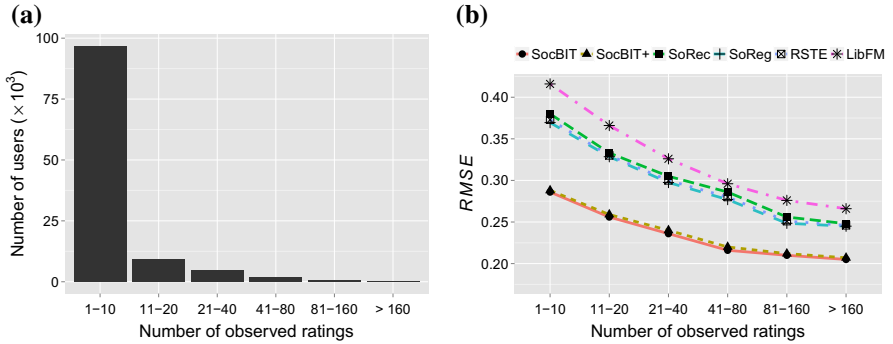 (a)
Number of users (×10³)
100
75
50
25
0
1−10 11−20 21−40 41−80 81−160 > 160
Number of observed ratings
(b)
SocBIT SocBIT+ SoRec SoReg RSTE LibFM
RMSE
0.40
0.35
0.30
0.25
0.20
1−10 11−20 21−40 41−80 81−160 > 160
Number of observed ratings